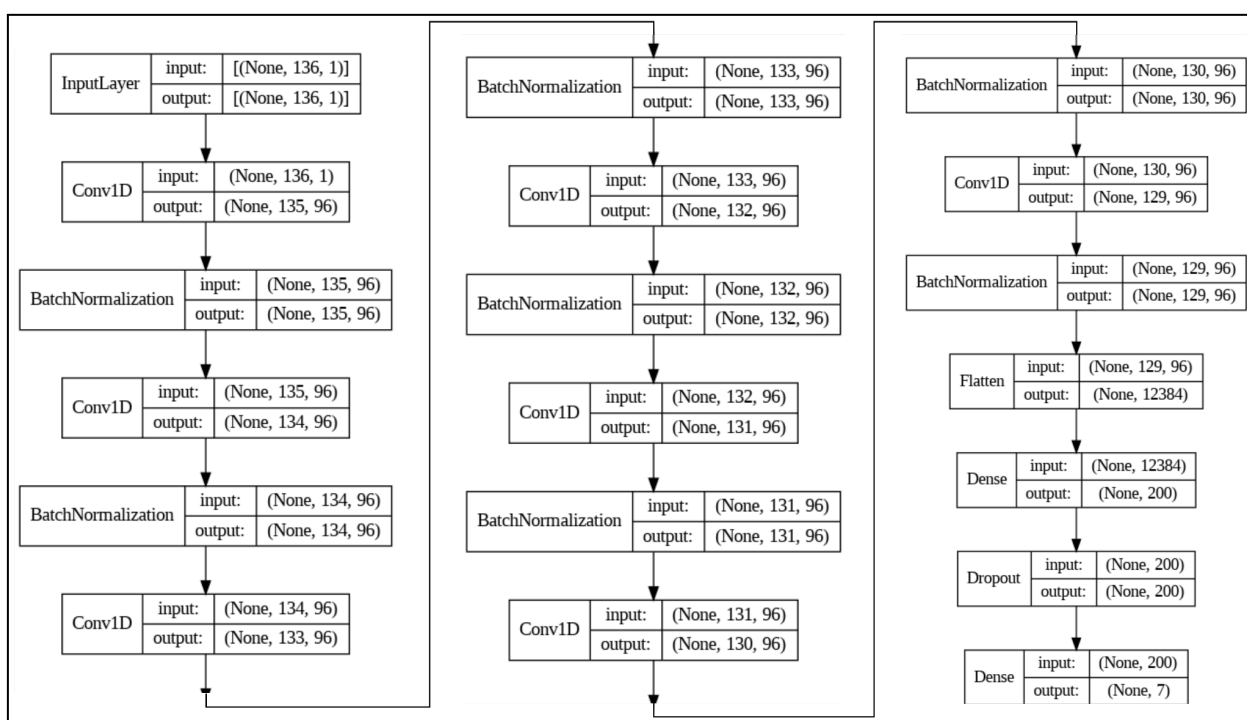 InputLayer
input: [(None, 136, 1)]
output: [(None, 136, 1)]
Conv1D
input: (None, 136, 1)
output: (None, 135, 96)
BatchNormalization
input: (None, 135, 96)
output: (None, 135, 96)
Conv1D
input: (None, 135, 96)
output: (None, 134, 96)
BatchNormalization
input: (None, 134, 96)
output: (None, 134, 96)
Conv1D
input: (None, 134, 96)
output: (None, 133, 96)
BatchNormalization
input: (None, 133, 96)
output: (None, 133, 96)
Conv1D
input: (None, 133, 96)
output: (None, 132, 96)
BatchNormalization
input: (None, 132, 96)
output: (None, 132, 96)
Conv1D
input: (None, 132, 96)
output: (None, 131, 96)
BatchNormalization
input: (None, 131, 96)
output: (None, 131, 96)
Conv1D
input: (None, 131, 96)
output: (None, 130, 96)
BatchNormalization
input: (None, 130, 96)
output: (None, 130, 96)
Conv1D
input: (None, 130, 96)
output: (None, 129, 96)
BatchNormalization
input: (None, 129, 96)
output: (None, 129, 96)
Flatten
input: (None, 129, 96)
output: (None, 12384)
Dense
input: (None, 12384)
output: (None, 200)
Dropout
input: (None, 200)
output: (None, 200)
Dense
input: (None, 200)
output: (None, 7)